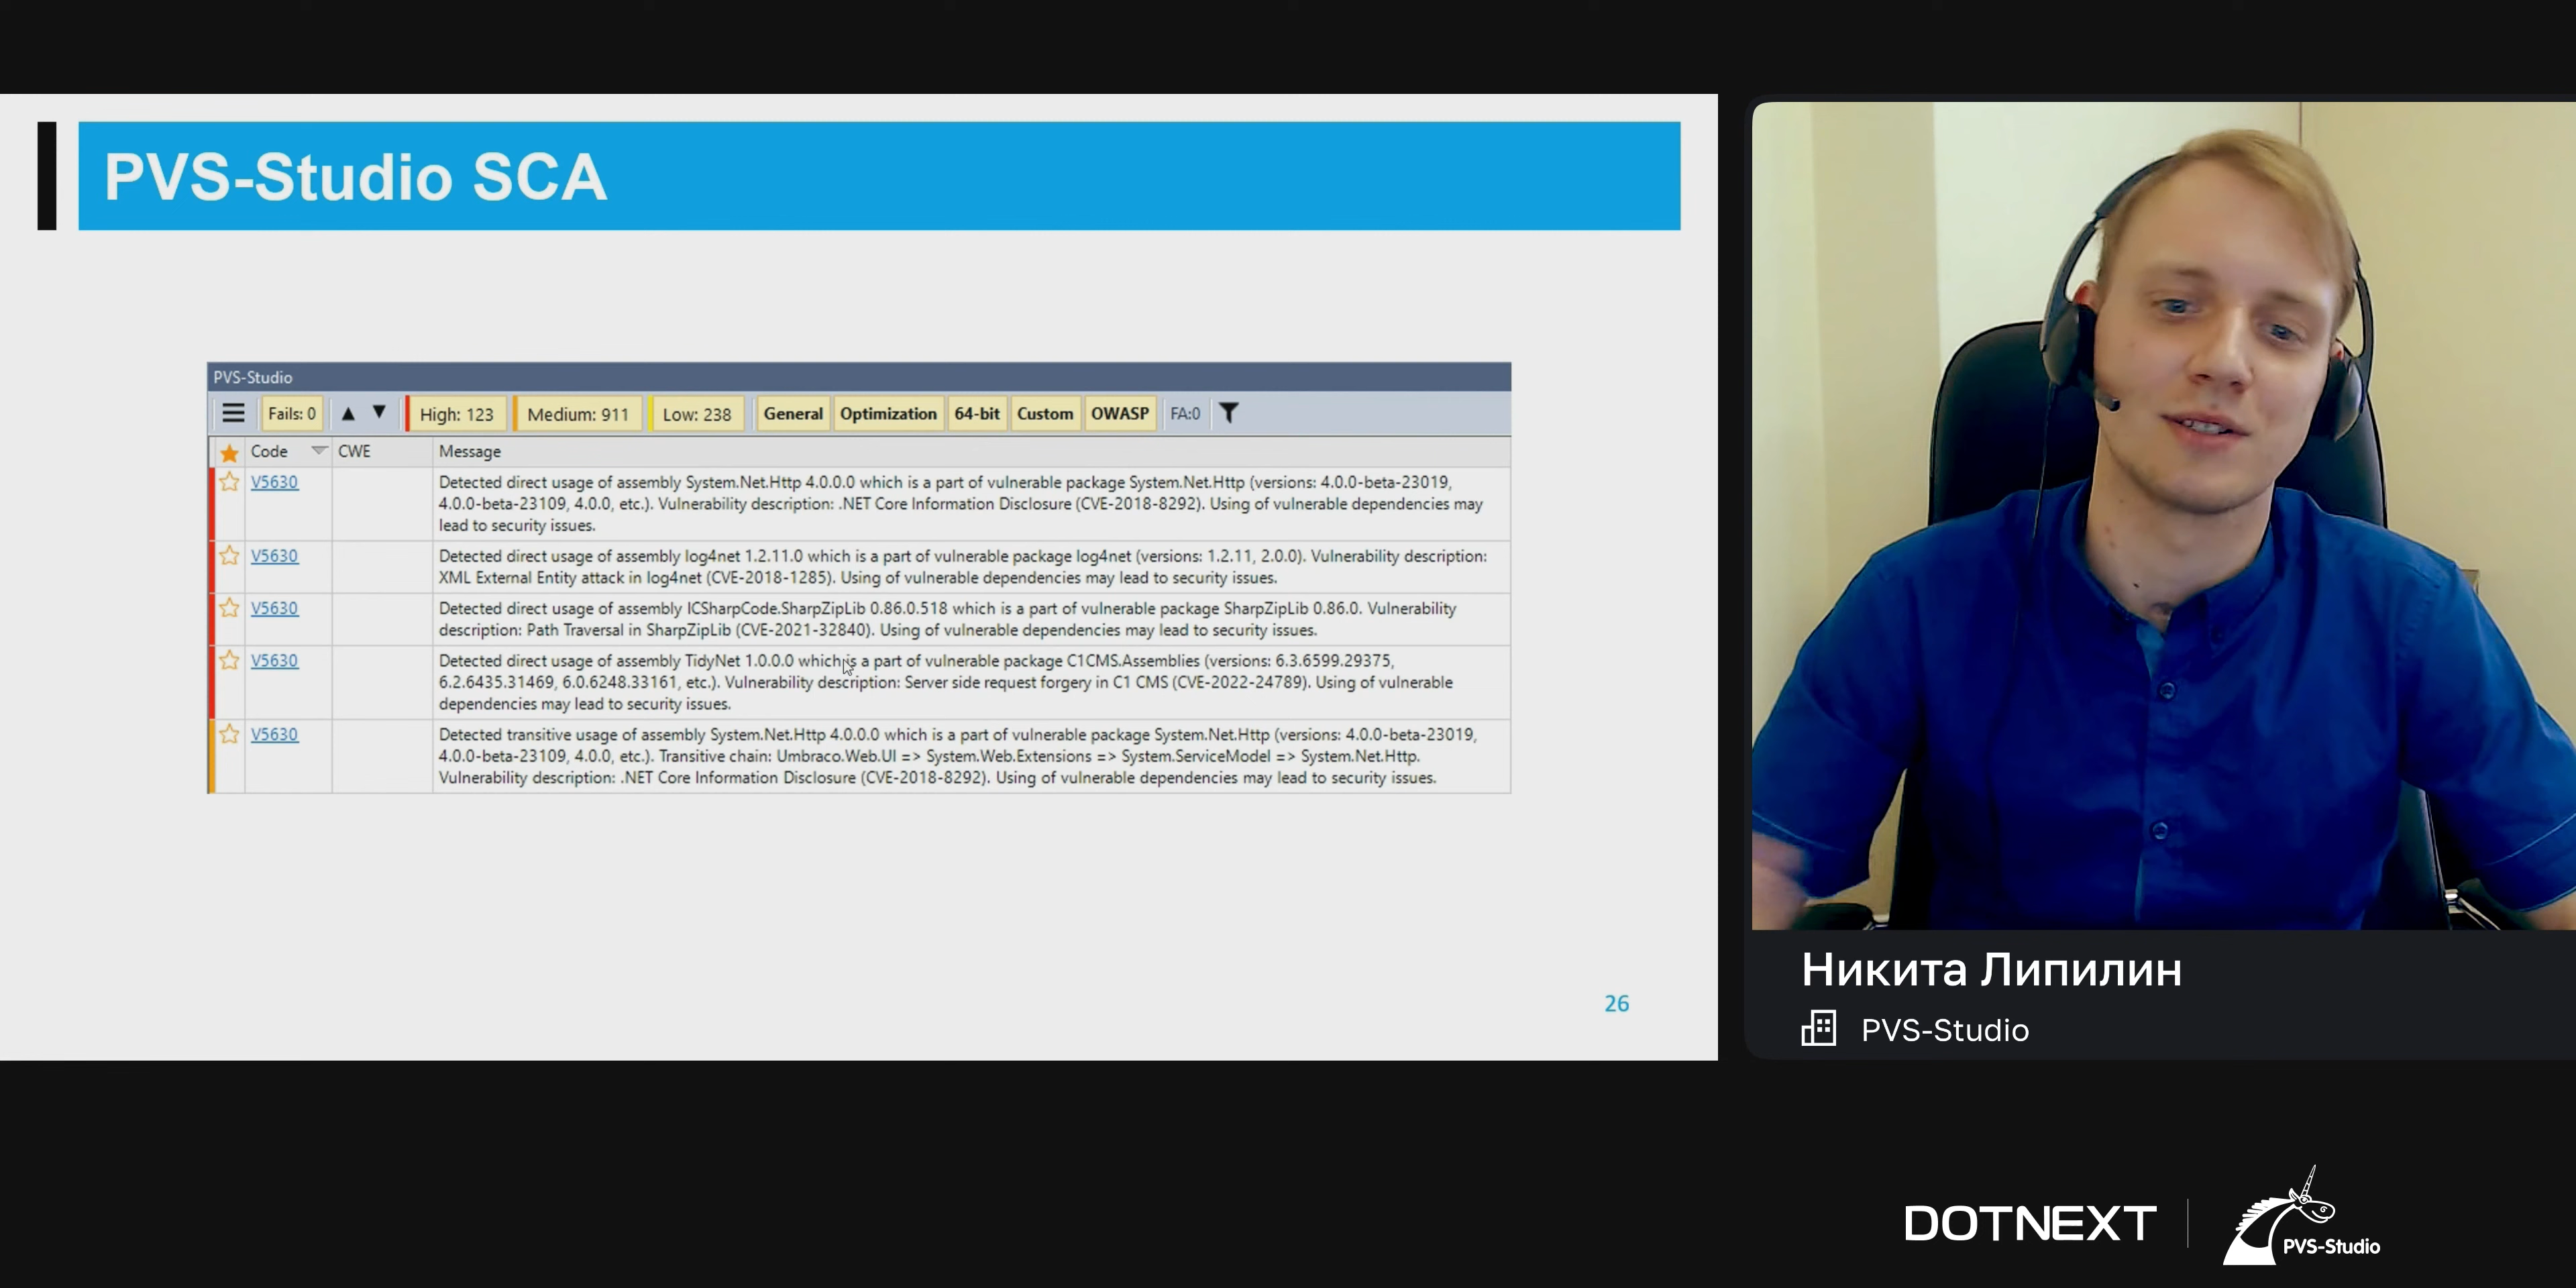 PVS-Studio SCA
PVS-Studio
Fails: 0
High: 123
Medium: 911
Low: 238
General
Optimization
64-bit
Custom
OWASP
FA:0
Code
CWE
Message
V5630
Detected direct usage of assembly System.Net.Http 4.0.0.0 which is a part of vulnerable package System.Net.Http (versions: 4.0.0-beta-23019,
4.0.0-beta-23109, 4.0.0, etc.). Vulnerability description: .NET Core Information Disclosure (CVE-2018-8292). Using of vulnerable dependencies may
lead to security issues.
V5630
Detected direct usage of assembly log4net 1.2.11.0 which is a part of vulnerable package log4net (versions: 1.2.11, 2.0.0). Vulnerability description:
XML External Entity attack in log4net (CVE-2018-1285). Using of vulnerable dependencies may lead to security issues.
V5630
Detected direct usage of assembly ICSharpCode.SharpZipLib 0.86.0.518 which is a part of vulnerable package SharpZipLib 0.86.0. Vulnerability
description: Path Traversal in SharpZipLib (CVE-2021-32840). Using of vulnerable dependencies may lead to security issues.
V5630
Detected direct usage of assembly TidyNet 1.0.0.0 which is a part of vulnerable package C1CMS.Assemblies (versions: 6.3.6599.29375,
6.2.6435.31469, 6.0.6248.33161, etc.). Vulnerability description: Server side request forgery in C1 CMS (CVE-2022-24789). Using of vulnerable
dependencies may lead to security issues.
V5630
Detected transitive usage of assembly System.Net.Http 4.0.0.0 which is a part of vulnerable package System.Net.Http (versions: 4.0.0-beta-23019,
4.0.0-beta-23109, 4.0.0, etc.). Transitive chain: Umbraco.Web.UI => System.Web.Extensions => System.ServiceModel => System.Net.Http.
Vulnerability description: .NET Core Information Disclosure (CVE-2018-8292). Using of vulnerable dependencies may lead to security issues.
26
Никита Липилин
PVS-Studio
DOTNEXT
PVS-Studio